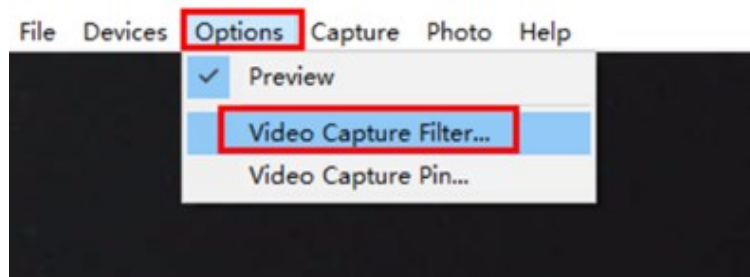 File Devices Options Capture Photo Help
Preview
Video Capture Filter...
Video Capture Pin...